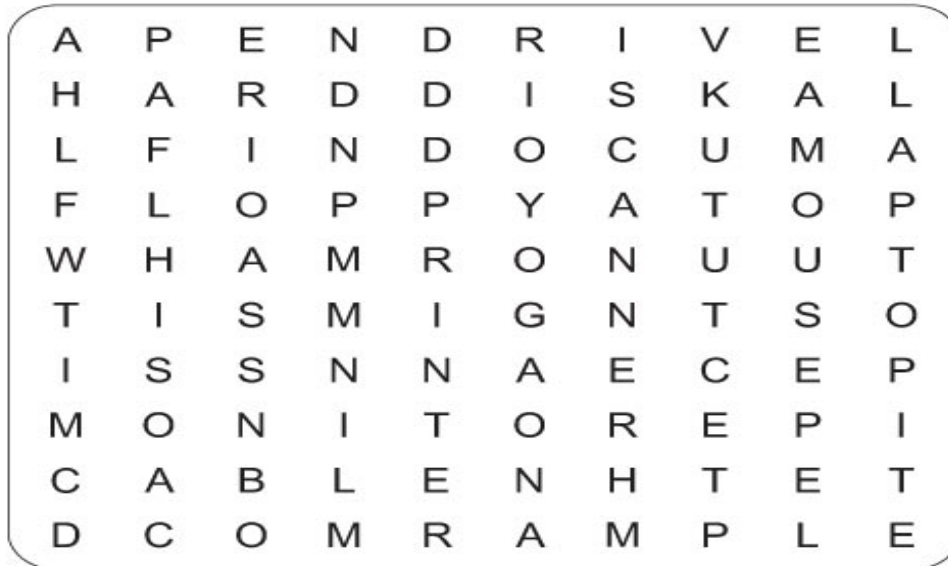 A P E N D R I V E L
H A R D D I S K A L
L F I N D O C U M A
F L O P P Y A T O P
W H A M R O N U U T
T I S M I G N T S O
I S S N N A E C E P
M O N I T O R E P I
C A B L E N H T E T
D C O M R A M P L E